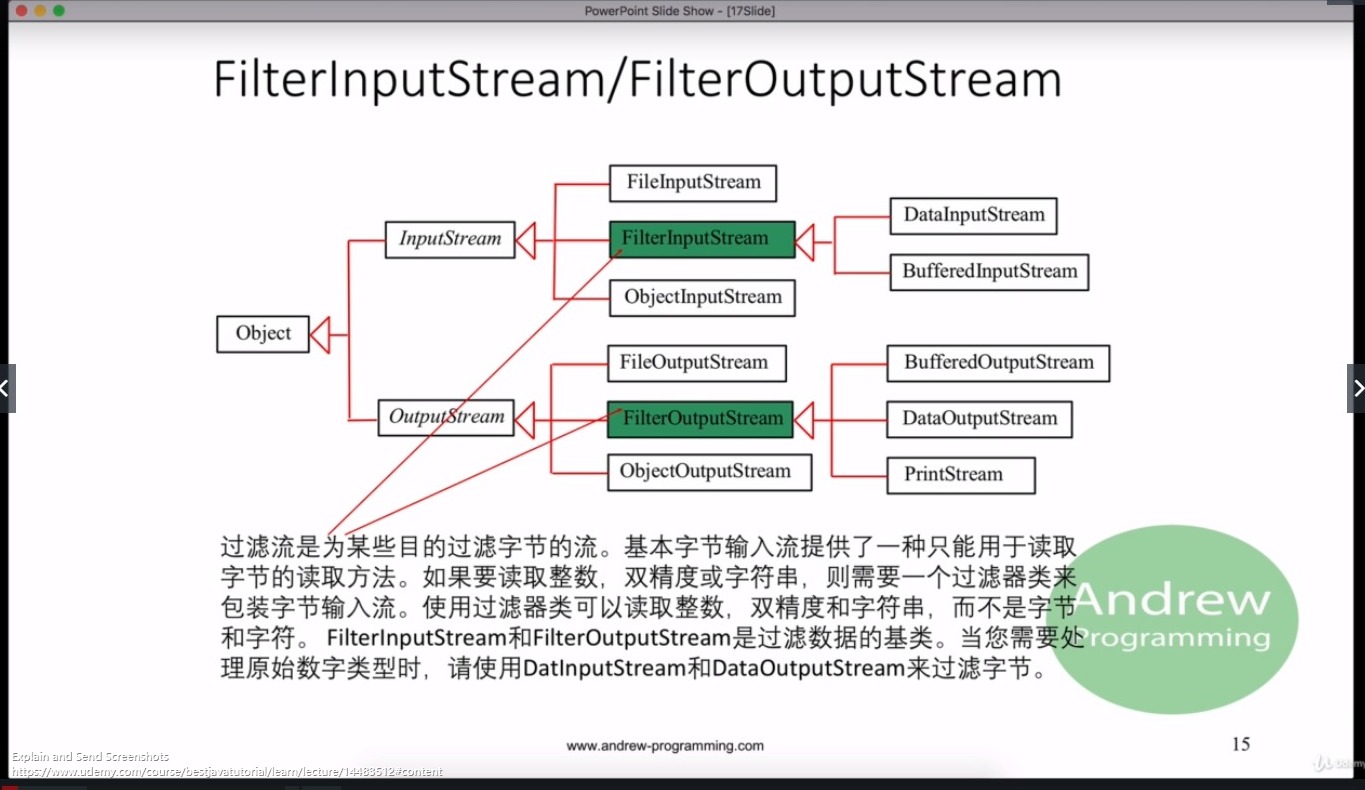 PowerPoint Slide Show - [17Slide]
FilterInputStream/FilterOutputStream
FileInputStream
DataInputStream
InputStream
FilterInputStream
BufferedInputStream
ObjectInputStream
Object
FileOutputStream
BufferedOutputStream
OutputStream
FilterOutputStream
DataOutputStream
ObjectOutputStream
PrintStream
过滤流是为某些目的过滤字节的流。基本字节输入流提供了一种只能用于读取
字节的读取方法。如果要读取整数，双精度或字符串，则需要一个过滤器类来
包装字节输入流。使用过滤器类可以读取整数，双精度和字符串，而不是字节
和字符。 FilterInputStream和FilterOutputStream是过滤数据的基类。当您需要处
理原始数字类型时，请使用DatInputStream和DataOutputStream来过滤字节。
Andrew
Programming
www.andrew-programming.com
15
Explain and Send Screenshots
https://www.udemy.com/course/bestjavatutorial/learn/lecture/14483512#content
Udemy